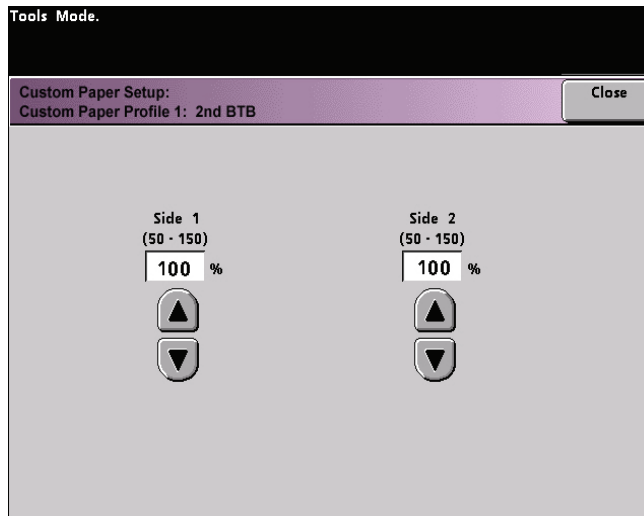 Tools Mode.
Custom Paper Setup:
Close
Custom Paper Profile 1: 2nd BTB
Side 1
Side 2
(50 - 150)
(50 - 150)
100 %
100 %